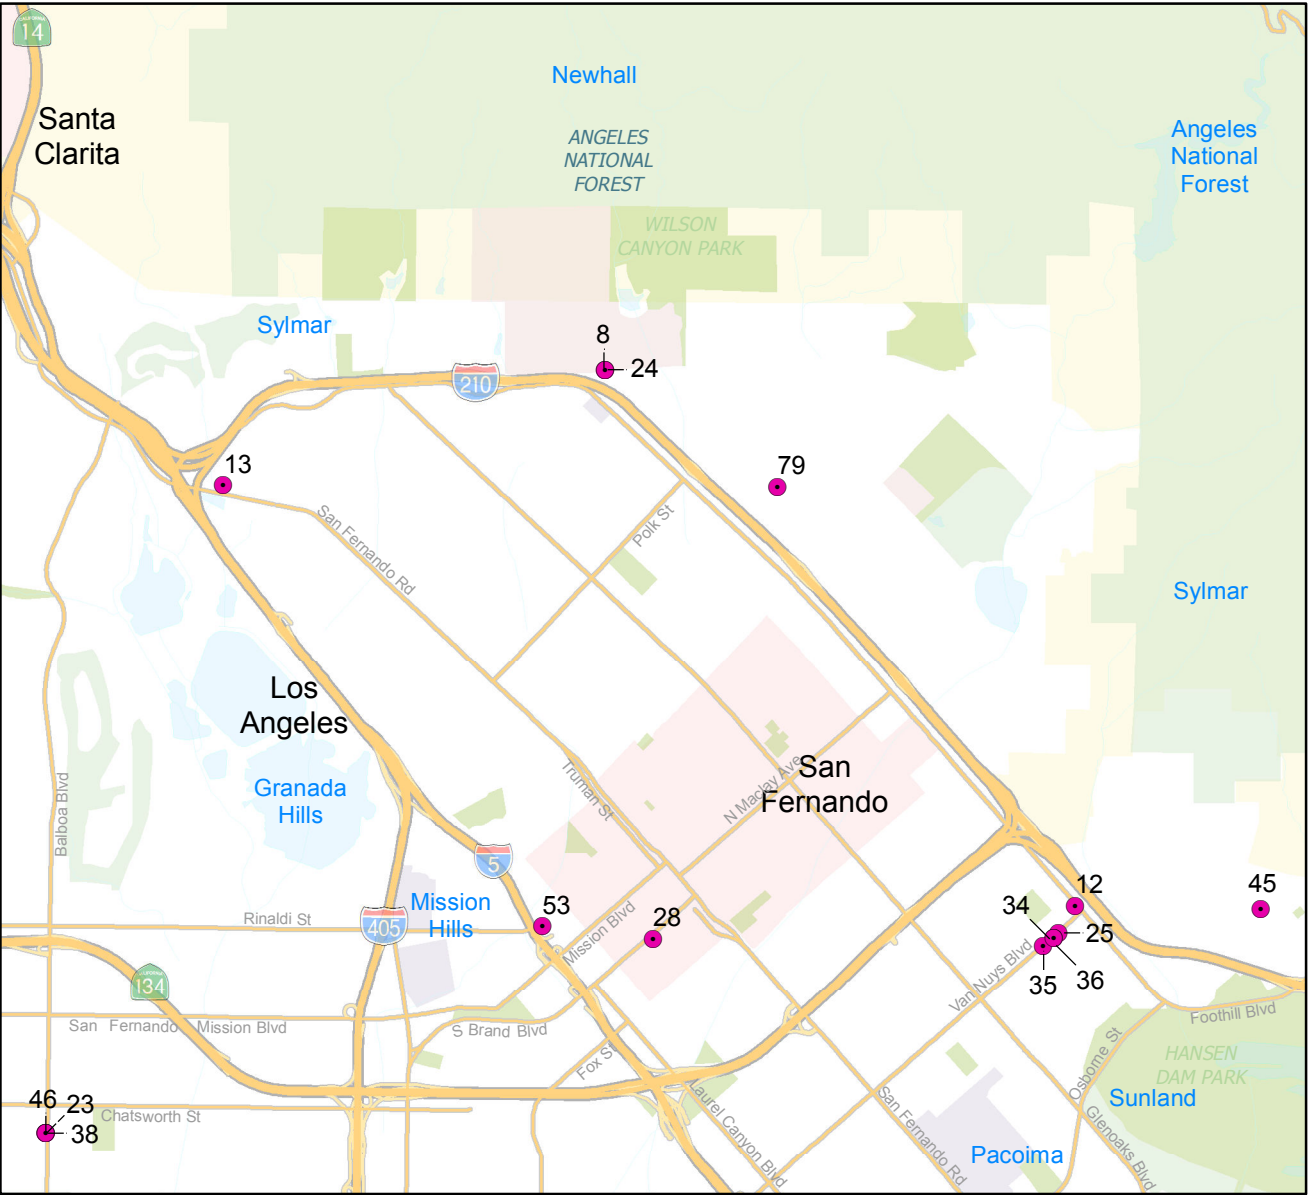 CALIFORNIA
14
Newhall
Santa
Clarita
ANGELES
NATIONAL
FOREST
Angeles
National
Forest
WILSON
CANYON PARK
Sylmar
8
24
210
13
79
San Fernando Rd
Polk St
Sylmar
Los
Angeles
Granada
Hills
Balboa Blvd
Truman St
N Maclay Ave
San
Fernando
5
Mission
Hills
Rinaldi St
405
53
Mission Blvd
28
12
45
34
25
36
35
Van Nuys Blvd
CALIFORNIA
134
San Fernando Mission Blvd
S Brand Blvd
Fox St
Foothill Blvd
HANSEN
DAM PARK
Osborne St
Sunland
46
23
38
Chatsworth St
Laurel Canyon Blvd
San Fernando Rd
Glenoaks Blvd
Pacoima